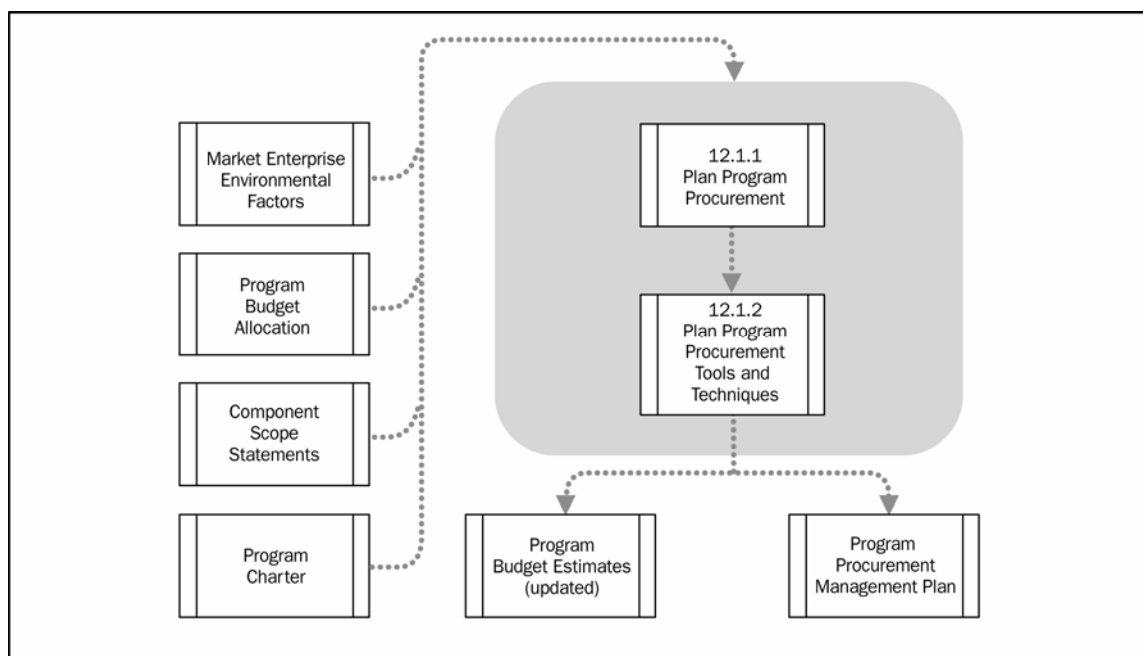 Market Enterprise
Environmental
Factors
Program
Budget
Allocation
Component
Scope
Statements
Program
Charter
12.1.1
Plan Program
Procurement
12.1.2
Plan Program
Procurement
Tools and
Techniques
Program
Budget Estimates
(updated)
Program
Procurement
Management Plan